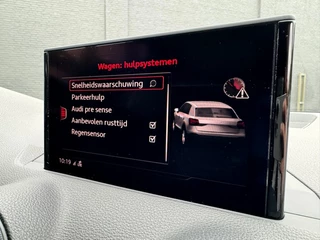 Wagen: hulpsystemen
Snelheidswaarschuwing
Parkeerhulp
Audi pre sense
Aanbevolen rusttijd
Regensensor
10:19